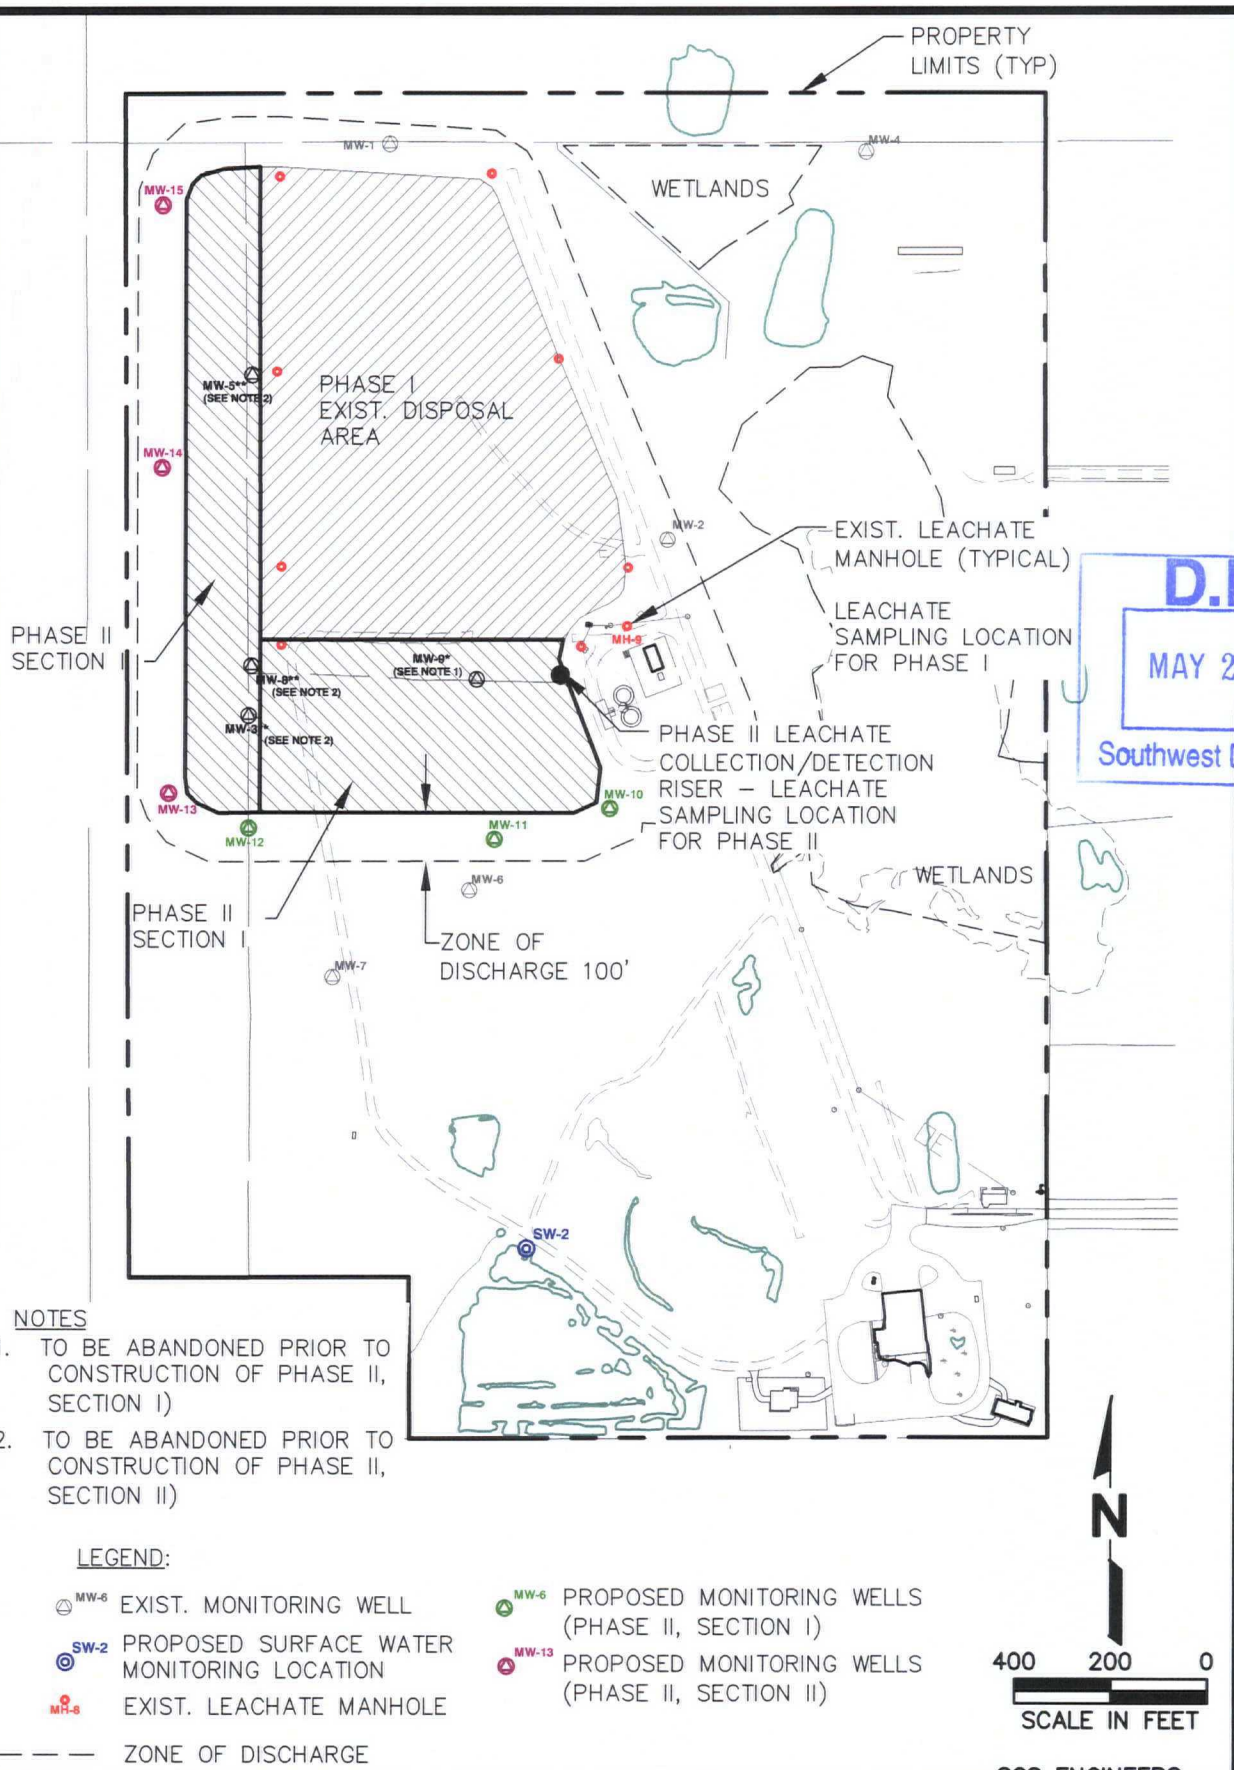 PROPERTY
LIMITS (TYP)
MW-1
MW-4
WETLANDS
MW-15
MW-5**
(SEE NOTE 2)
PHASE I
EXIST. DISPOSAL
AREA
MW-14
MW-2
EXIST. LEACHATE
MANHOLE (TYPICAL)
LEACHATE
SAMPLING LOCATION
FOR PHASE I
MH-9
PHASE II
SECTION I
MW-9*
(SEE NOTE 1)
MW-8**
(SEE NOTE 2)
MW-3**
(SEE NOTE 2)
MAY 2
Southwest
PHASE II LEACHATE
COLLECTION/DETECTION
RISER – LEACHATE
SAMPLING LOCATION
FOR PHASE II
MW-13
MW-10
MW-12
MW-11
MW-6
WETLANDS
PHASE II
SECTION I
ZONE OF
DISCHARGE 100'
MW-7
SW-2
NOTES
1. TO BE ABANDONED PRIOR TO
CONSTRUCTION OF PHASE II,
SECTION I)
2. TO BE ABANDONED PRIOR TO
CONSTRUCTION OF PHASE II,
SECTION II)
N
LEGEND:
MW-6 EXIST. MONITORING WELL
SW-2 PROPOSED SURFACE WATER
MONITORING LOCATION
MH-8 EXIST. LEACHATE MANHOLE
ZONE OF DISCHARGE
MW-6 PROPOSED MONITORING WELLS
(PHASE II, SECTION I)
MW-13 PROPOSED MONITORING WELLS
(PHASE II, SECTION II)
400 200 0
SCALE IN FEET